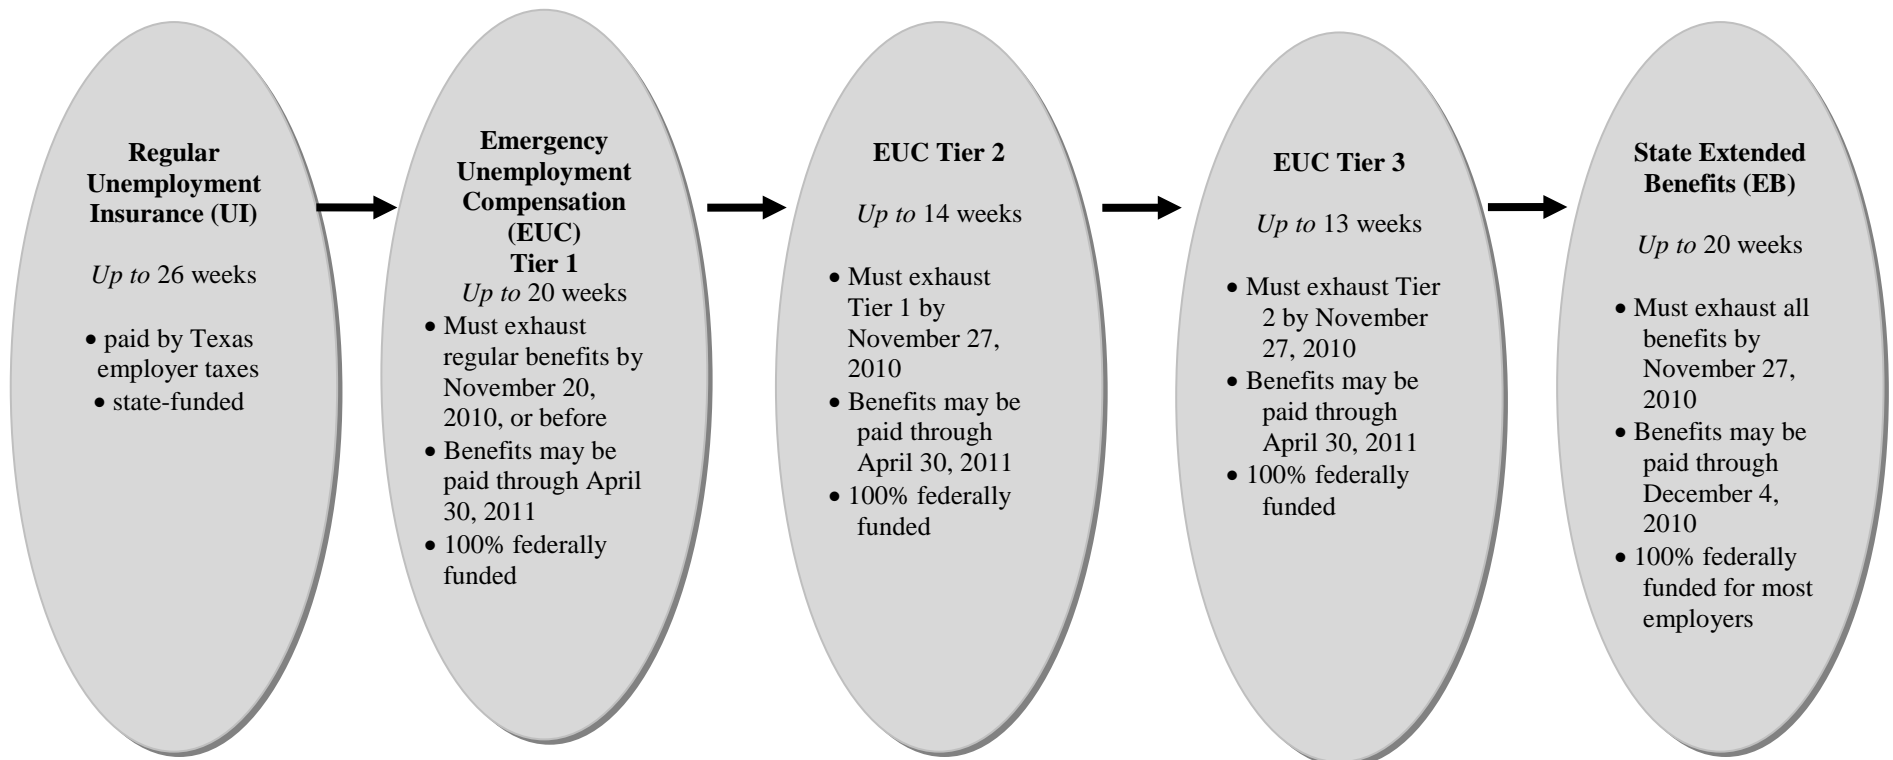 Regular
Unemployment
Insurance (UI)
Up to 26 weeks
• paid by Texas
employer taxes
• state-funded
Emergency
Unemployment
Compensation
(EUC)
Tier 1
Up to 20 weeks
• Must exhaust
regular benefits by
November 20,
2010, or before
• Benefits may be
paid through April
30, 2011
• 100% federally
funded
EUC Tier 2
Up to 14 weeks
• Must exhaust
Tier 1 by
November 27,
2010
• Benefits may be
paid through
April 30, 2011
• 100% federally
funded
EUC Tier 3
Up to 13 weeks
• Must exhaust Tier
2 by November
27, 2010
• Benefits may be
paid through
April 30, 2011
• 100% federally
funded
State Extended
Benefits (EB)
Up to 20 weeks
• Must exhaust all
benefits by
November 27,
2010
• Benefits may be
paid through
December 4,
2010
• 100% federally
funded for most
employers